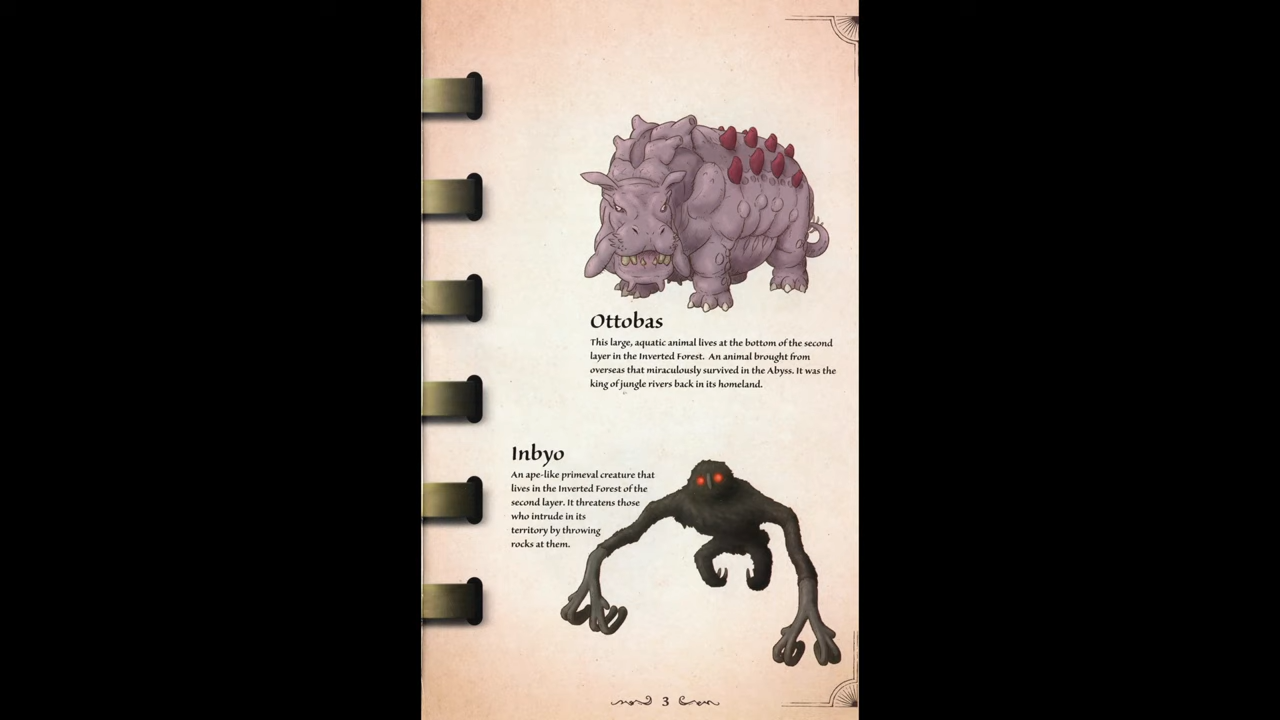 Ottobas
This large, aquatic animal lives at the bottom of the second
layer in the Inverted Forest. An animal brought from
overseas that miraculously survived in the Abyss. It was the
king of jungle rivers back in its homeland.
Inbyo
An ape-like primeval creature that
lives in the Inverted Forest of the
second layer. It threatens those
who intrude in its
territory by throwing
rocks at them.
3